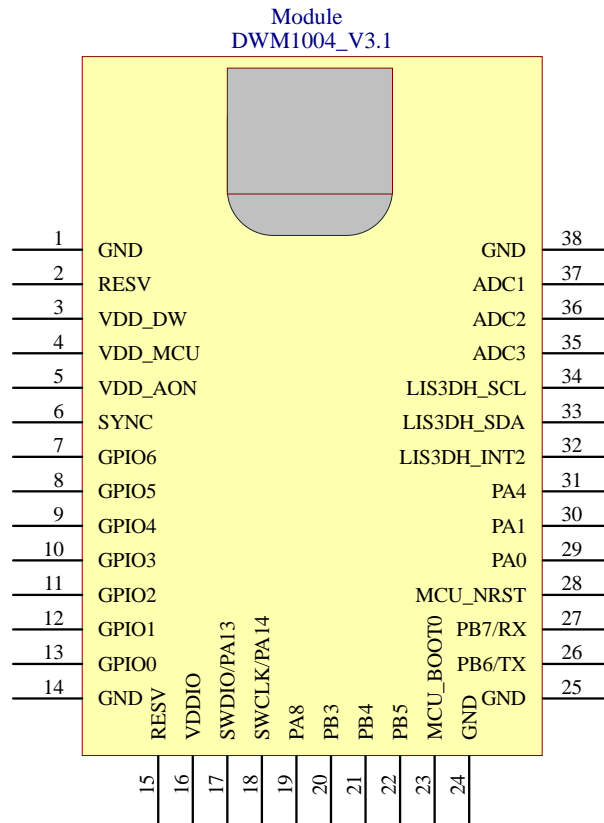 Module
DWM1004_V3.1
1 GND
2 RESV
3 VDD_DW
4 VDD_MCU
5 VDD_AON
6 SYNC
7 GPIO6
8 GPIO5
9 GPIO4
10 GPIO3
11 GPIO2
12 GPIO1
13 GPIO0
14 GND
RESV 15
VDDIO 16
SWDIO/PA13 17
SWCLK/PA14 18
PA8 19
PB3 20
PB4 21
PB5 22
MCU_BOOT0 23
GND 24
GND 38
ADC1 37
ADC2 36
ADC3 35
LIS3DH_SCL 34
LIS3DH_SDA 33
LIS3DH_INT2 32
PA4 31
PA1 30
PA0 29
MCU_NRST 28
PB7/RX 27
PB6/TX 26
GND 25